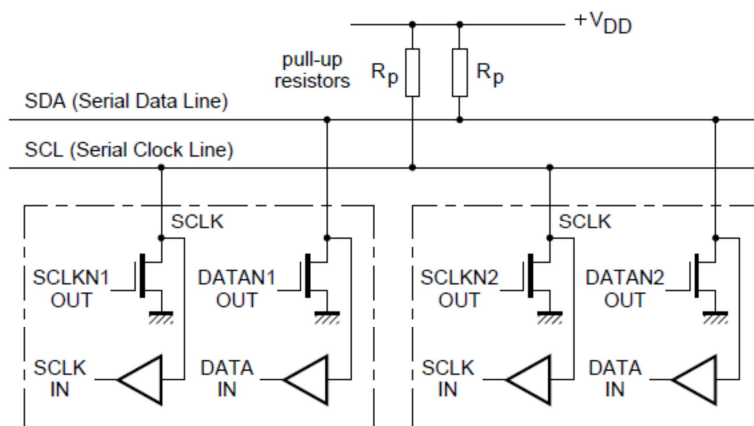 +VDD
pull-up
resistors
Rp
Rp
SDA (Serial Data Line)
SCL (Serial Clock Line)
SCLK
SCLK
SCLKN1
OUT
DATAN1
OUT
SCLKN2
OUT
DATAN2
OUT
SCLK
IN
DATA
IN
SCLK
IN
DATA
IN